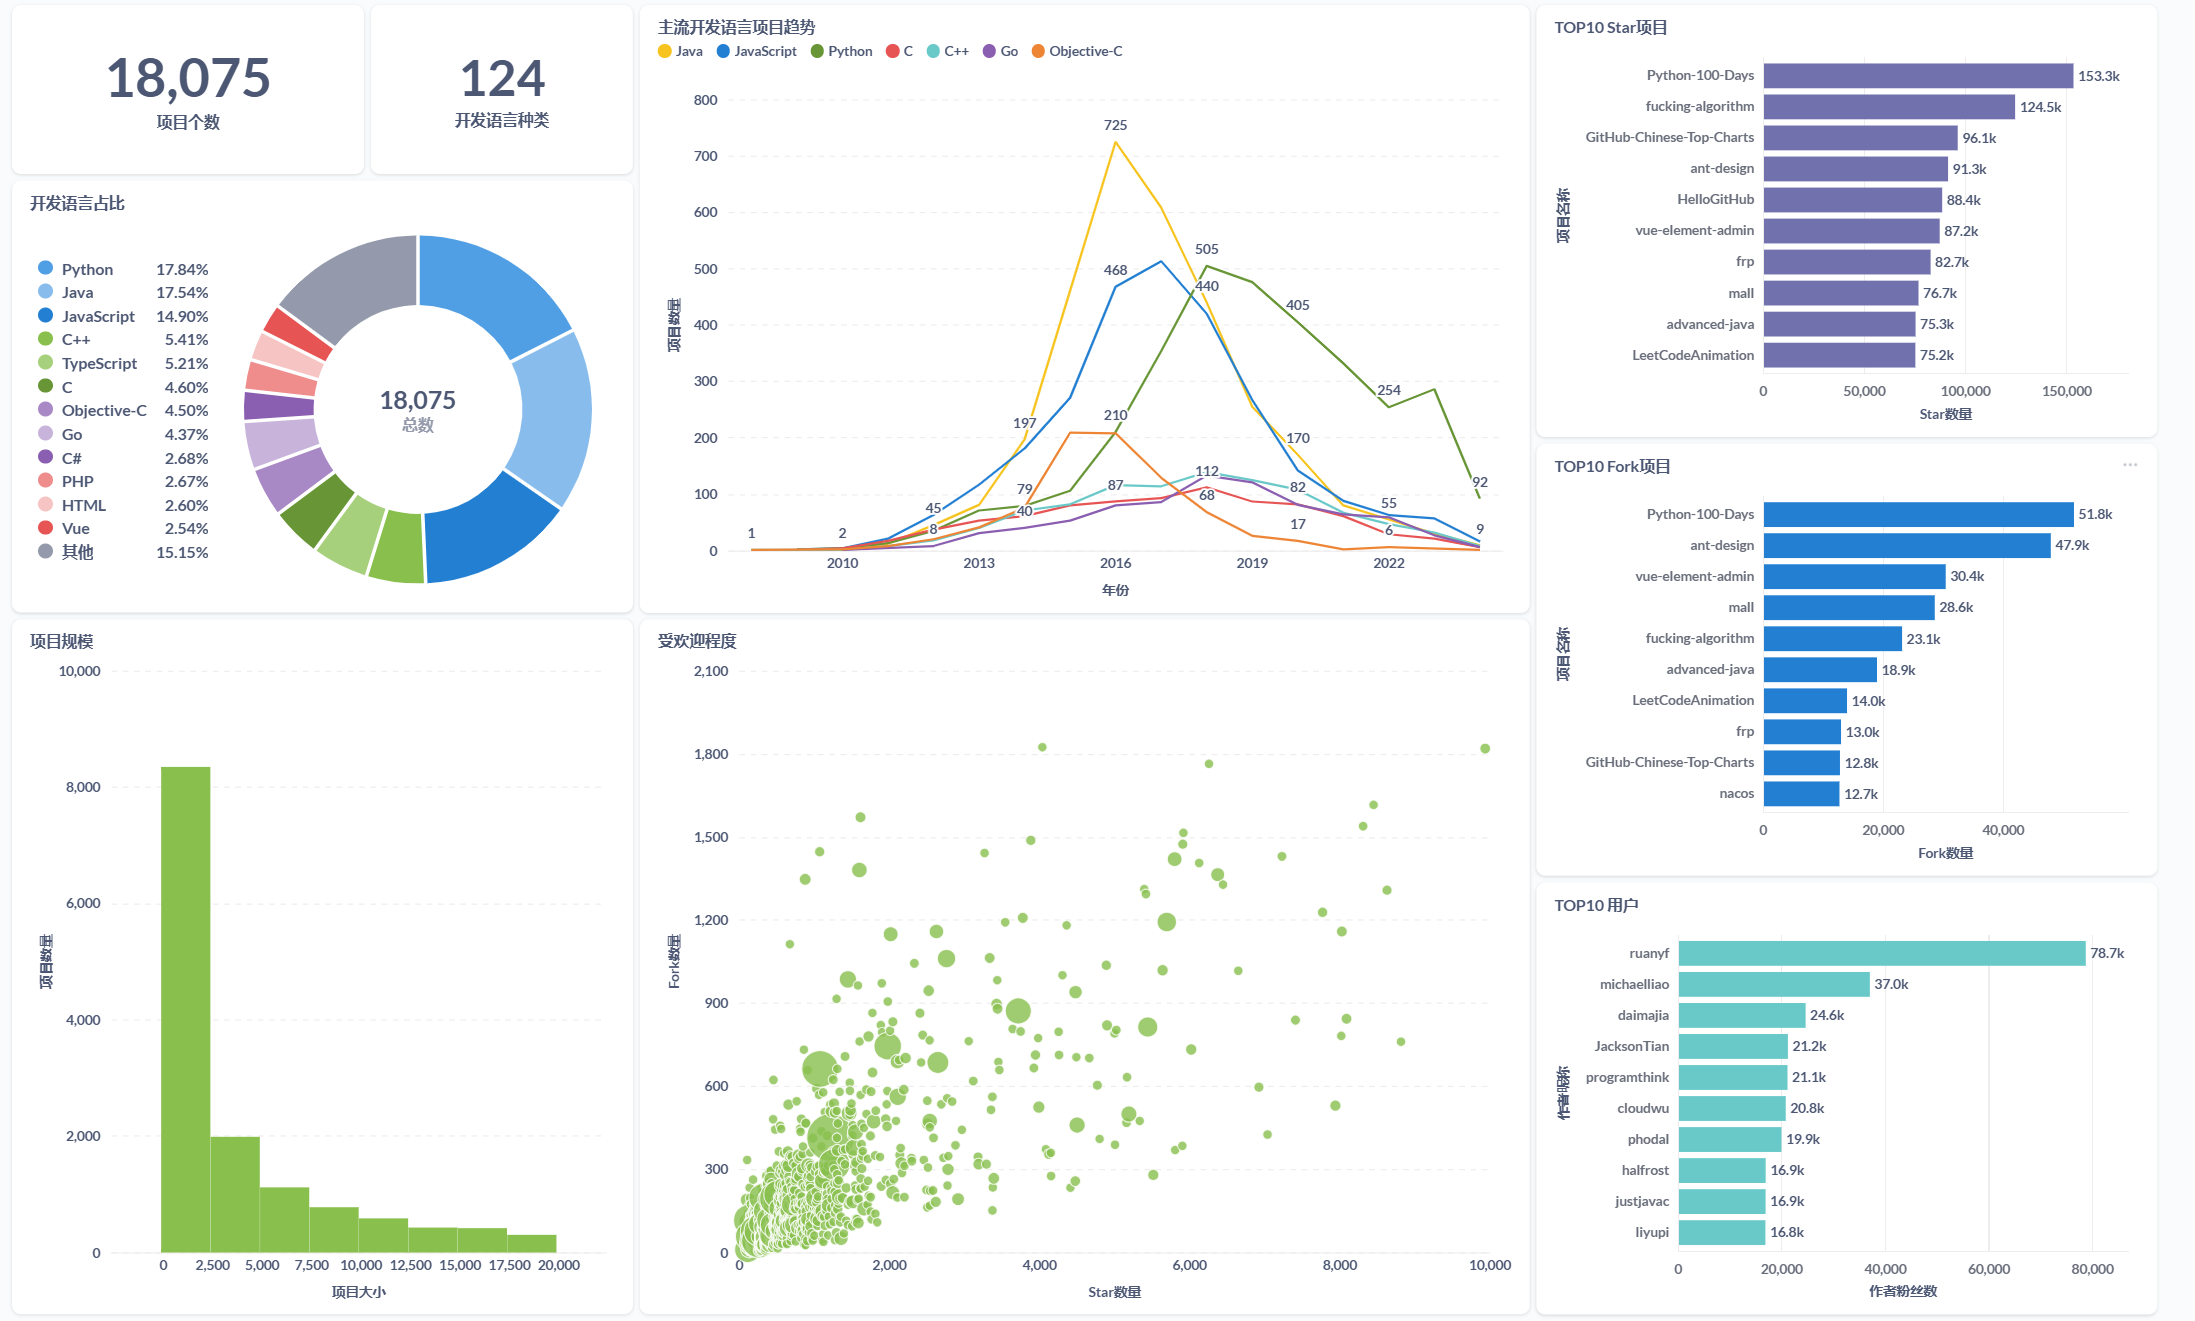 18,075
项目个数
124
开发语言种类
开发语言占比
Python 17.84%
Java 17.54%
JavaScript 14.90%
C++ 5.41%
TypeScript 5.21%
C 4.60%
Objective-C 4.50%
Go 4.37%
C# 2.68%
PHP 2.67%
HTML 2.60%
Vue 2.54%
其他 15.15%
18,075
总数
主流开发语言项目趋势
Java JavaScript Python C C++ Go Objective-C
项目数量
800
700
600
500
400
300
200
100
0
725
505
468
440
405
254
210
197
170
112
92
87
82
79
68
55
45
40
17
8
6
9
2
1
2010 2013 2016 2019 2022
年份
TOP10 Star项目
项目名称
Python-100-Days 153.3k
fucking-algorithm 124.5k
GitHub-Chinese-Top-Charts 96.1k
ant-design 91.3k
HelloGitHub 88.4k
vue-element-admin 87.2k
frp 82.7k
mall 76.7k
advanced-java 75.3k
LeetCodeAnimation 75.2k
0 50,000 100,000 150,000
Star数量
TOP10 Fork项目
项目名称
Python-100-Days 51.8k
ant-design 47.9k
vue-element-admin 30.4k
mall 28.6k
fucking-algorithm 23.1k
advanced-java 18.9k
LeetCodeAnimation 14.0k
frp 13.0k
GitHub-Chinese-Top-Charts 12.8k
nacos 12.7k
0 20,000 40,000
Fork数量
项目规模
项目数量
10,000
8,000
6,000
4,000
2,000
0
0 2,500 5,000 7,500 10,000 12,500 15,000 17,500 20,000
项目大小
受欢迎程度
Fork数量
2,100
1,800
1,500
1,200
900
600
300
0
0 2,000 4,000 6,000 8,000 10,000
Star数量
TOP10 用户
作者昵称
ruanyf 78.7k
michaelliao 37.0k
daimajia 24.6k
JacksonTian 21.2k
programthink 21.1k
cloudwu 20.8k
phodal 19.9k
halfrost 16.9k
justjavac 16.9k
liyupi 16.8k
0 20,000 40,000 60,000 80,000
作者粉丝数